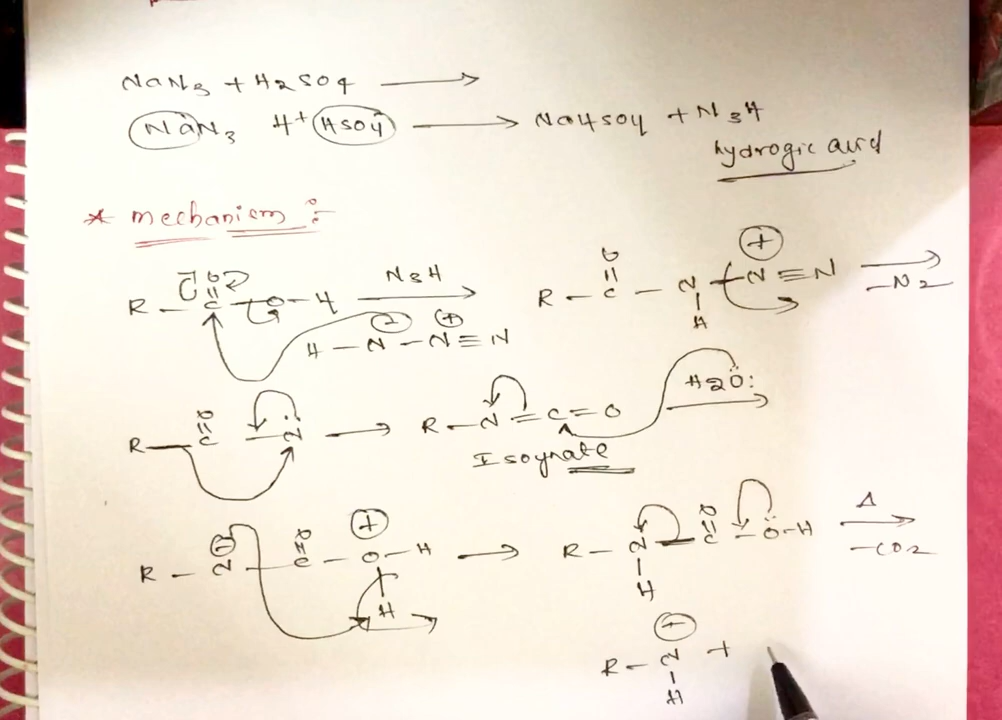 NaN3 + H2SO4 ⟶
NaN3 H+ HSO4 ⟶ NaHSO4 + N3H
hydrogic acid
* mechanism :-
R - C - O - H N3H ⟶ R - C - N - N ≡ N ⟶ -N2
O O + H
H - N - N ≡ N
- +
R - C - N ⟶ R - N = C = O H2O: ⟶
O
Isoynate
R - N - C - O - H ⟶ R - N - C - O - H Δ ⟶ -CO2
O + H O H
R - N +
H